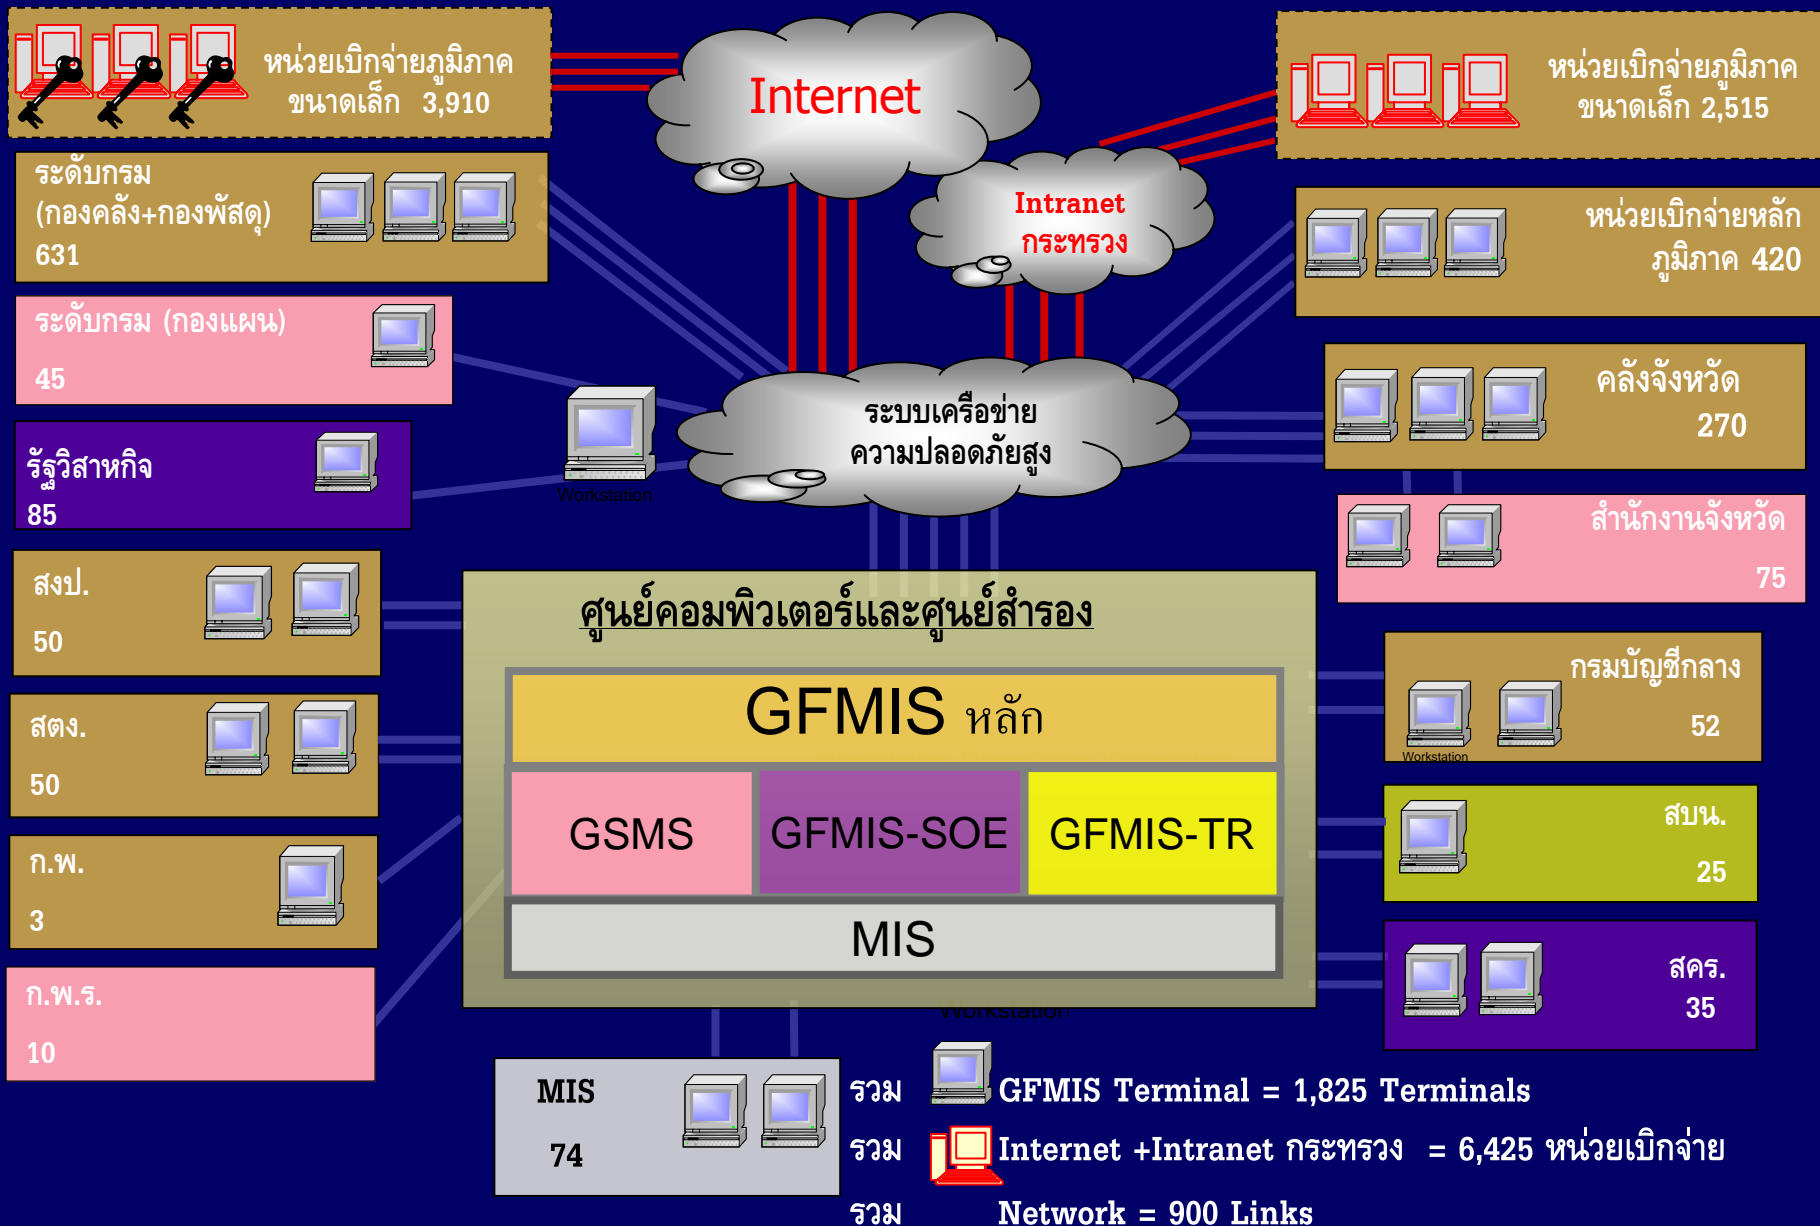 หน่วยเบิกจ่ายภูมิภาค
ขนาดเล็ก 3,910
Internet
หน่วยเบิกจ่ายภูมิภาค
ขนาดเล็ก 2,515
ระดับกรม
(กองคลัง+กองพัสดุ)
631
Intranet
กระทรวง
หน่วยเบิกจ่ายหลัก
ภูมิภาค 420
ระดับกรม (กองแผน)
45
ระบบเครือข่าย
ความปลอดภัยสูง
คลังจังหวัด
270
รัฐวิสาหกิจ
85
Workstation
สำนักงานจังหวัด
75
สงป.
50
ศูนย์คอมพิวเตอร์และศูนย์สำรอง
GFMIS หลัก
กรมบัญชีกลาง
52
Workstation
สตง.
50
GSMS
GFMIS-SOE
GFMIS-TR
สบน.
25
ก.พ.
3
MIS
สคร.
35
ก.พ.ร.
10
Workstation
MIS
74
รวม GFMIS Terminal = 1,825 Terminals
รวม Internet +Intranet กระทรวง = 6,425 หน่วยเบิกจ่าย
รวม Network = 900 Links